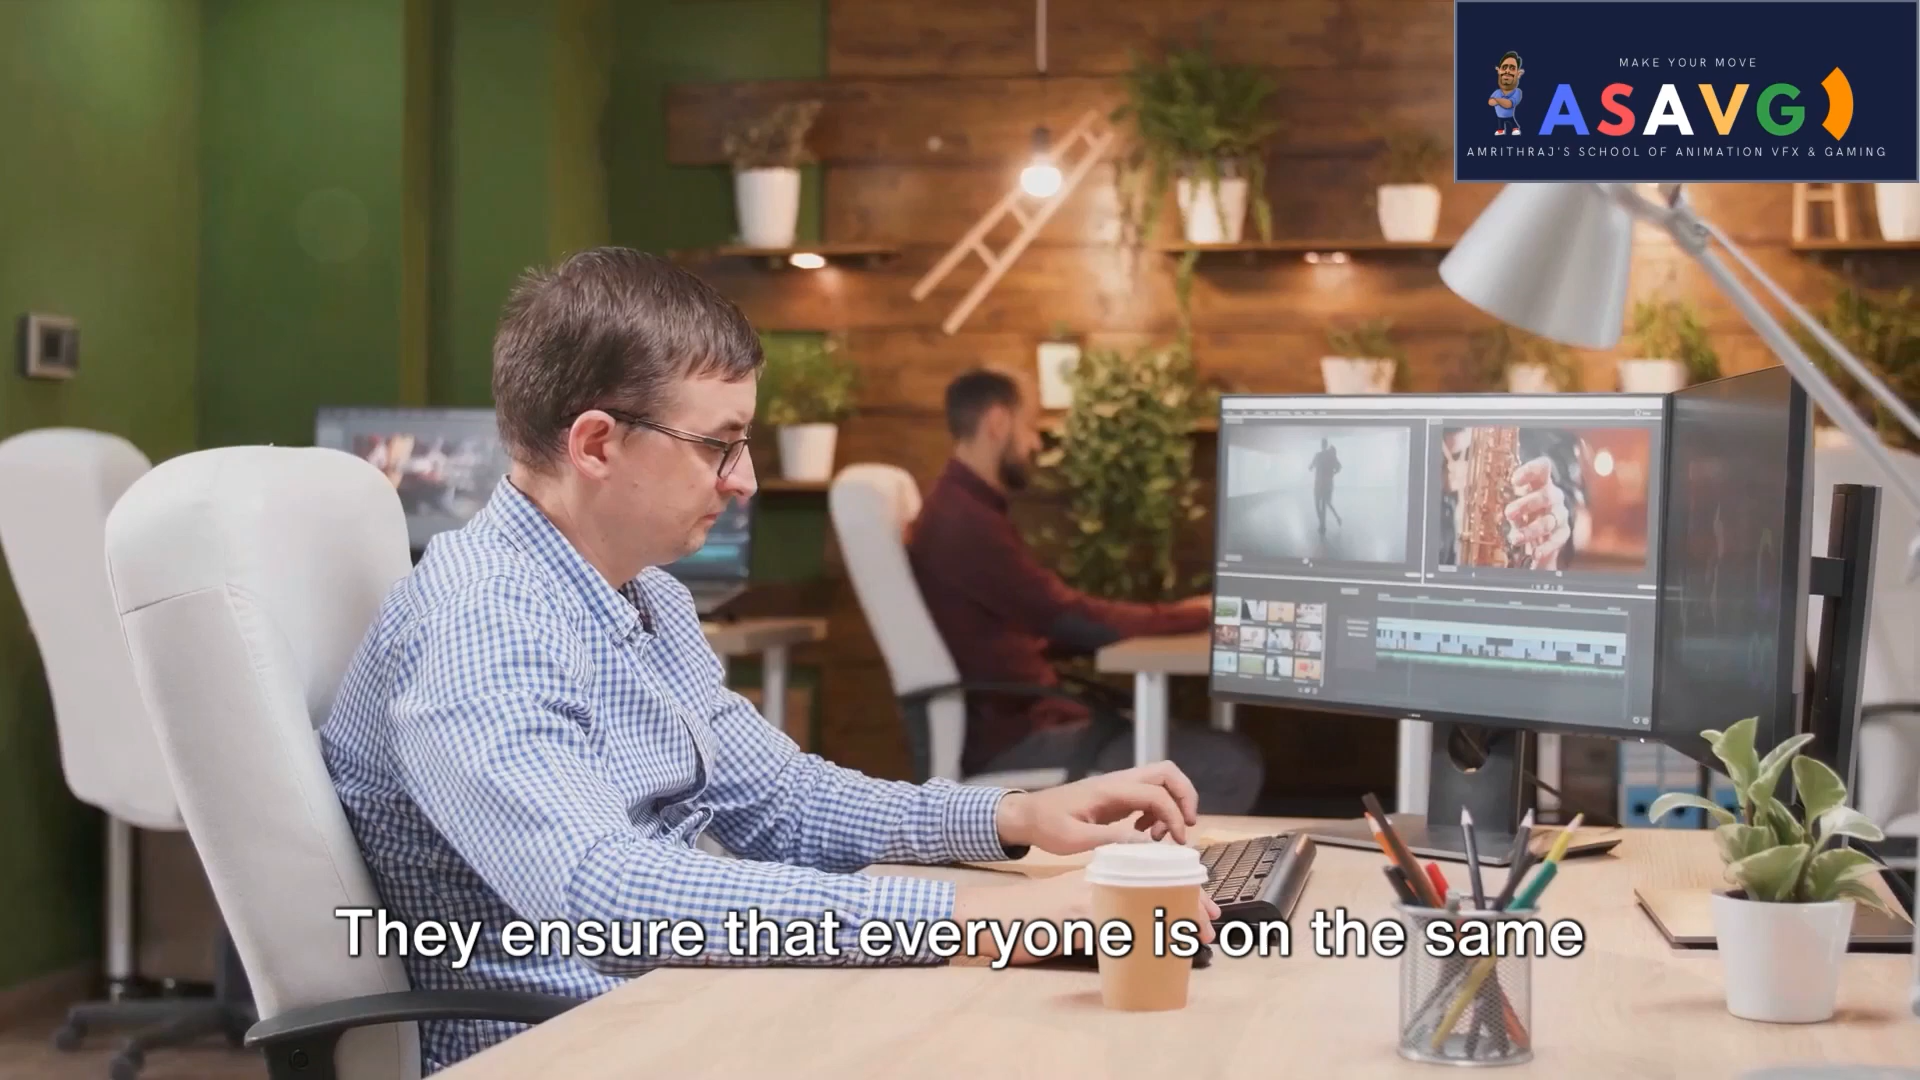 MAKE YOUR MOVE
ASAVG
AMRITHRAJ'S SCHOOL OF ANIMATION VFX & GAMING
They ensure that everyone is on the same